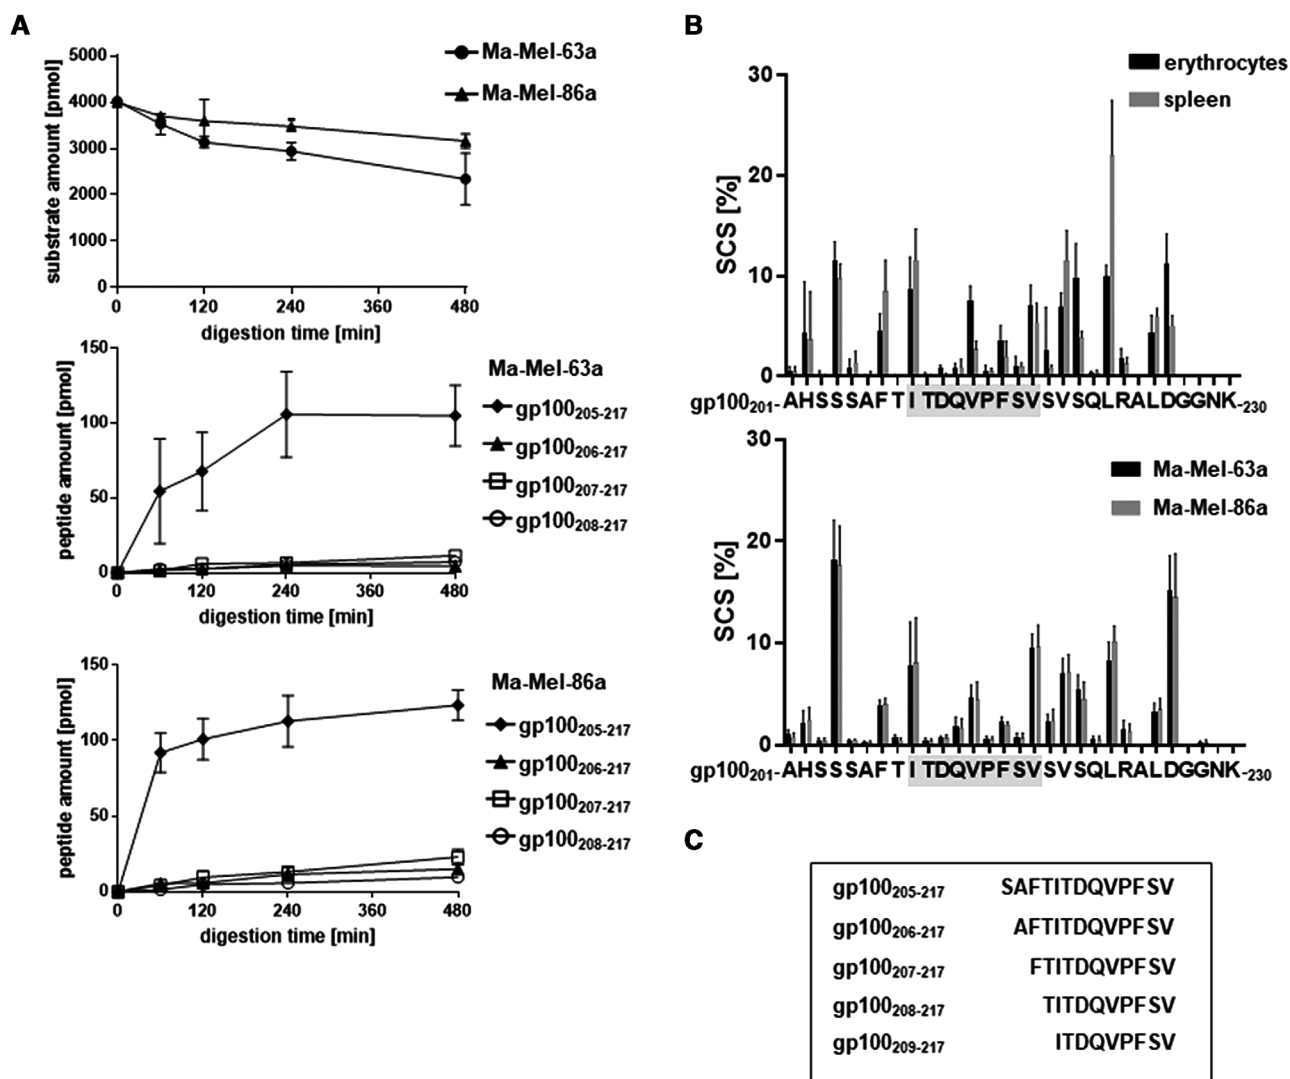 A
Ma-Mel-63a
Ma-Mel-86a
substrate amount [pmol]
5000
4000
3000
2000
1000
0
0 120 240 360 480
digestion time [min]
peptide amount [pmol]
150
100
50
0
0 120 240 360 480
digestion time [min]
Ma-Mel-63a
gp100205-217
gp100206-217
gp100207-217
gp100208-217
peptide amount [pmol]
150
100
50
0
0 120 240 360 480
digestion time [min]
Ma-Mel-86a
gp100205-217
gp100206-217
gp100207-217
gp100208-217
B
erythrocytes
spleen
SCS [%]
30
20
10
0
gp100201-AHSSSAFTITDQVPFSVSVSQLRALDGGNK-230
Ma-Mel-63a
Ma-Mel-86a
SCS [%]
30
20
10
0
gp100201-AHSSSAFTITDQVPFSVSVSQLRALDGGNK-230
C
gp100205-217 SAFTITDQVPFSV
gp100206-217 AFTITDQVPFSV
gp100207-217 FTITDQVPFSV
gp100208-217 TITDQVPFSV
gp100209-217 ITDQVPFSV